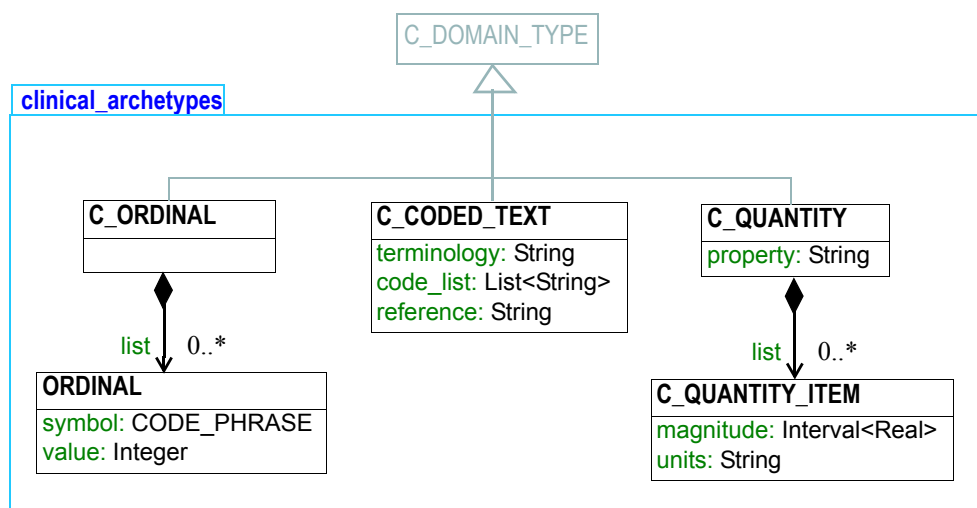 C_DOMAIN_TYPE
clinical_archetypes
C_ORDINAL
C_CODED_TEXT
terminology: String
code_list: List<String>
reference: String
C_QUANTITY
property: String
list 0..*
list 0..*
ORDINAL
symbol: CODE_PHRASE
value: Integer
C_QUANTITY_ITEM
magnitude: Interval<Real>
units: String